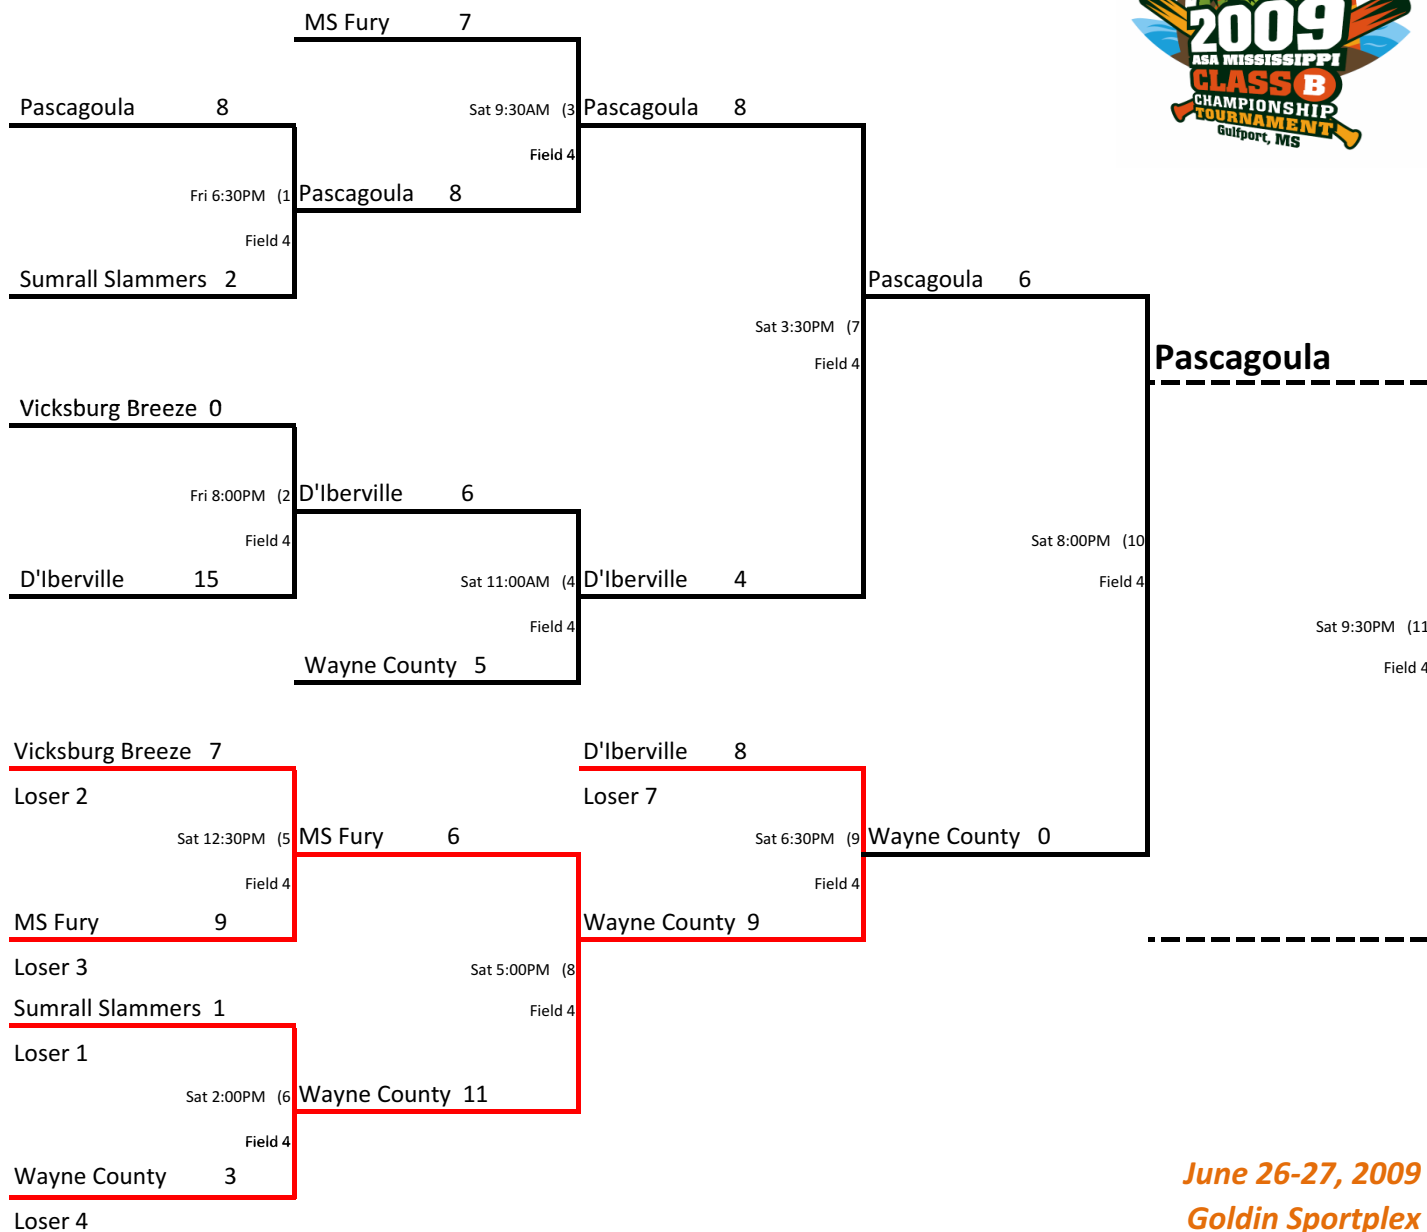 MS Fury 7
2009
ASA MISSISSIPPI
CLASS B
CHAMPIONSHIP
TOURNAMENT
Gulfport, MS
Pascagoula 8
Sat 9:30AM (3
Pascagoula 8
Field 4
Fri 6:30PM (1
Pascagoula 8
Field 4
Sumrall Slammers 2
Pascagoula 6
Sat 3:30PM (7
Field 4
Pascagoula
Vicksburg Breeze 0
Fri 8:00PM (2
D'Iberville 6
Field 4
Sat 8:00PM (10
D'Iberville 15
Sat 11:00AM (4
D'Iberville 4
Field 4
Field 4
Sat 9:30PM (11
Wayne County 5
Field 4
Vicksburg Breeze 7
D'Iberville 8
Loser 2
Loser 7
Sat 12:30PM (5
MS Fury 6
Sat 6:30PM (9
Wayne County 0
Field 4
Field 4
MS Fury 9
Wayne County 9
Loser 3
Sat 5:00PM (8
Sumrall Slammers 1
Field 4
Loser 1
Sat 2:00PM (6
Wayne County 11
Field 4
Wayne County 3
June 26-27, 2009
Loser 4
Goldin Sportplex